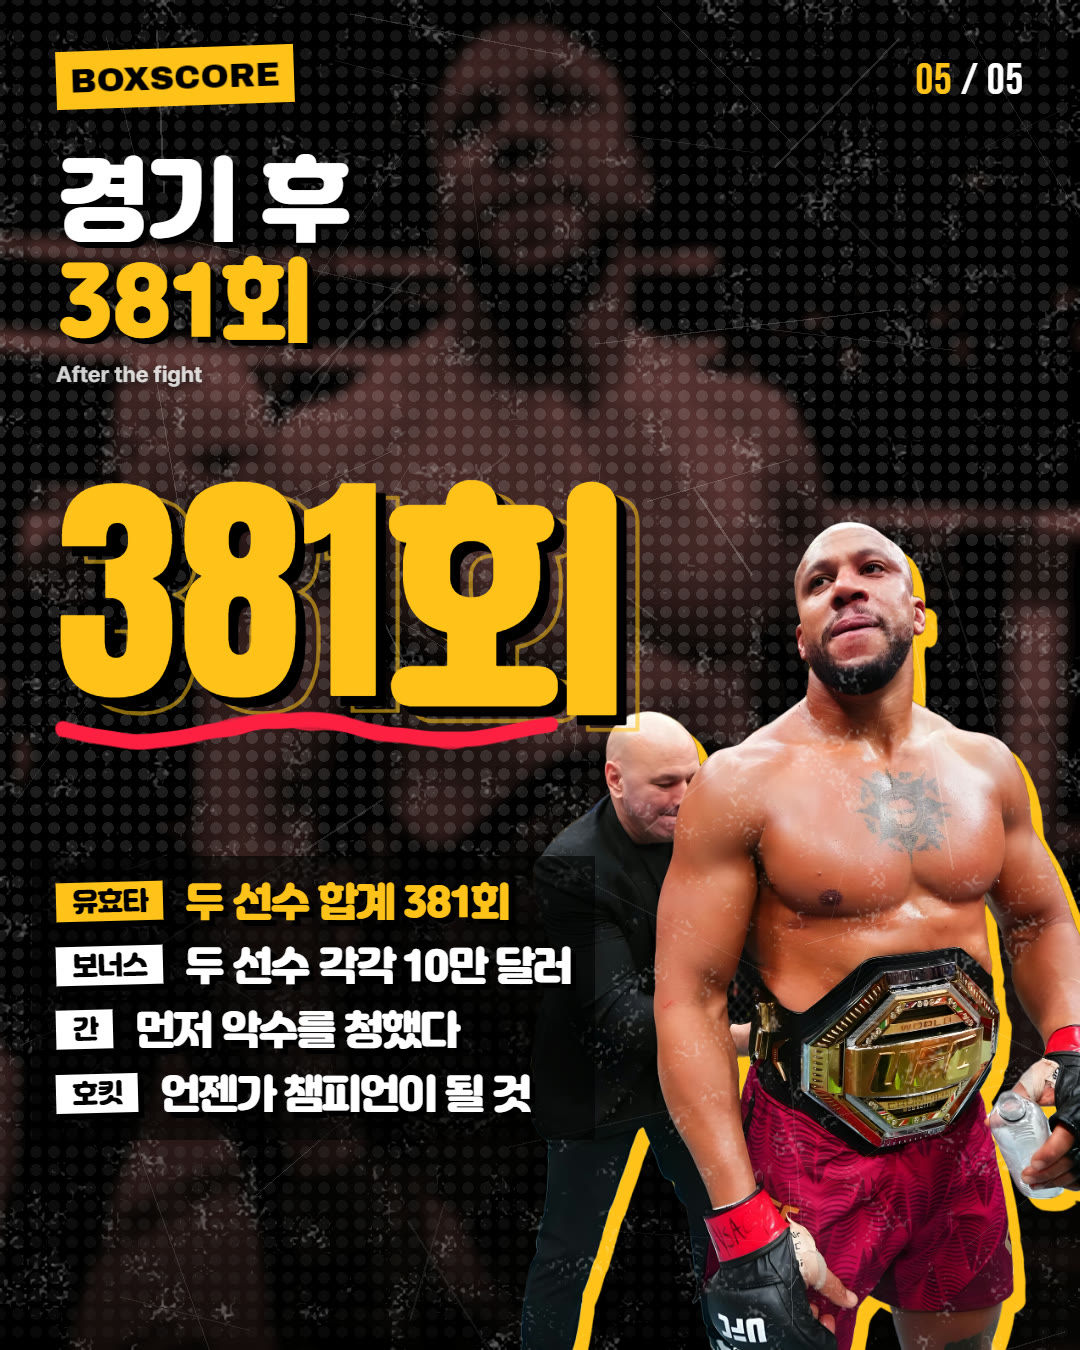 BOXSCORE
05 / 05
경기 후
381회
After the fight
381회
유효타 두 선수 합계 381회
보너스 두 선수 각각 10만 달러
간 먼저 악수를 청했다
호킷 언젠가 챔피언이 될 것
UFC
USA
UFC